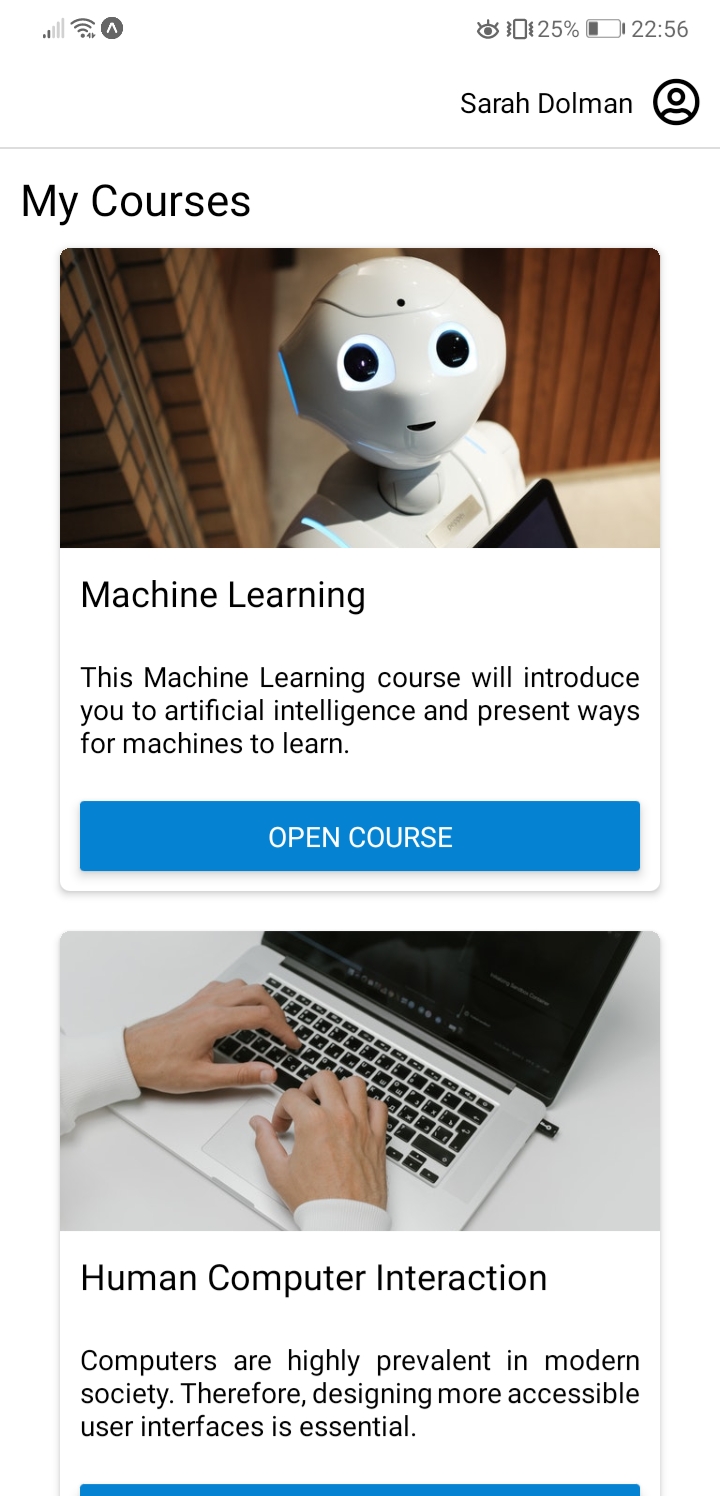 25% 22:56
Sarah Dolman
My Courses
Machine Learning
This Machine Learning course will introduce
you to artificial intelligence and present ways
for machines to learn.
OPEN COURSE
Human Computer Interaction
Computers are highly prevalent in modern
society. Therefore, designing more accessible
user interfaces is essential.